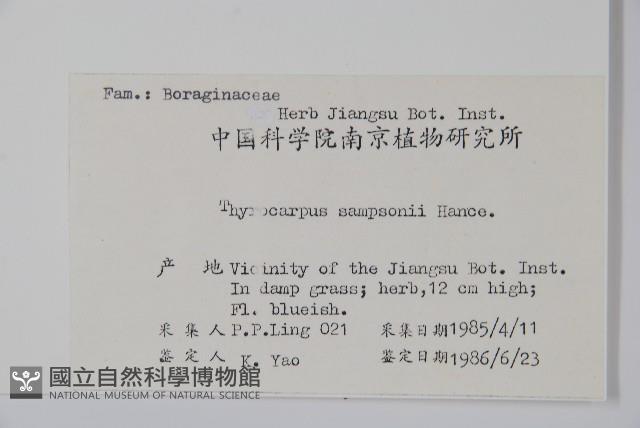 Fam.: Boraginaceae
Herb Jiangsu Bot. Inst.
中国科学院南京植物研究所
Thyrocarpus sampsonii Hance.
产 地 Vicinity of the Jiangsu Bot. Inst.
In damp grass; herb,12 cm high;
Fl. blueish.
采集人 P.P.Ling 021 采集日期 1985/4/11
鉴定人 K. Yao 鉴定日期 1986/6/23
國立自然科學博物館
NATIONAL MUSEUM OF NATURAL SCIENCE